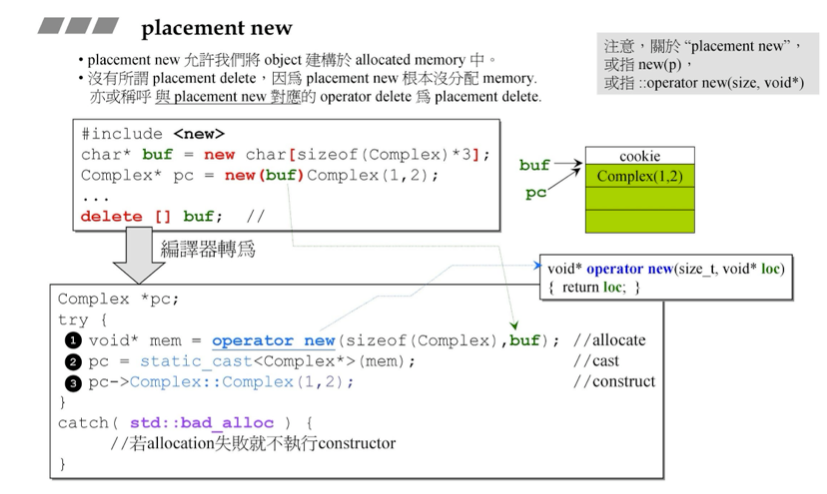 placement new
• placement new 允許我們將 object 建構於 allocated memory 中。
• 沒有所謂 placement delete，因為 placement new 根本沒分配 memory.
亦或稱呼 與 placement new 對應的 operator delete 為 placement delete.
注意，關於 “placement new”，
或指 new(p)，
或指 ::operator new(size, void*)
#include <new>
char* buf = new char[sizeof(Complex)*3];
Complex* pc = new(buf)Complex(1,2);
...
delete [] buf; //
buf
pc
cookie
Complex(1,2)
編譯器轉為
void* operator new(size_t, void* loc)
{ return loc; }
Complex *pc;
try {
❶ void* mem = operator new(sizeof(Complex),buf); //allocate
❷ pc = static_cast<Complex*>(mem); //cast
❸ pc->Complex::Complex(1,2); //construct
}
catch( std::bad_alloc ) {
//若allocation失敗就不執行constructor
}